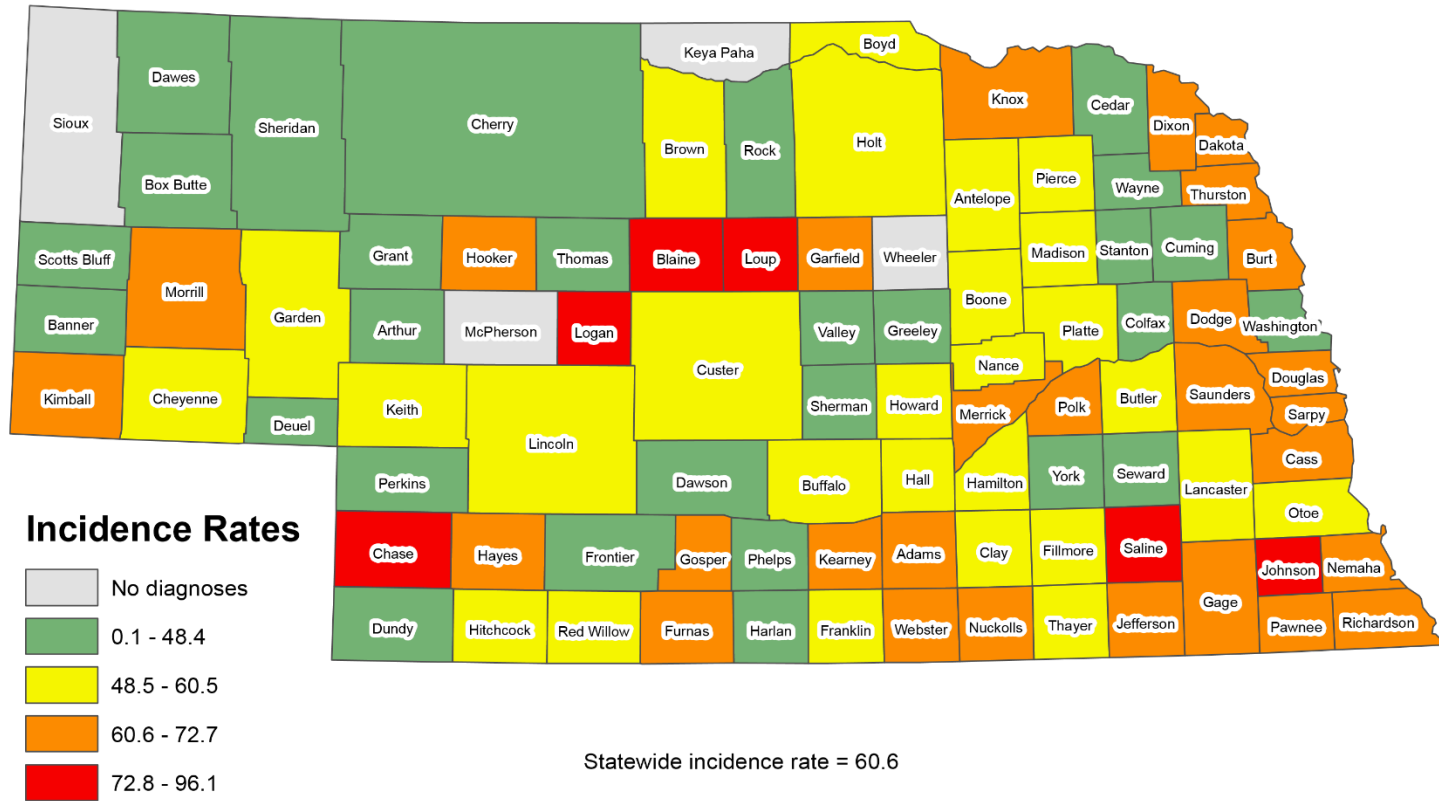 Keya Paha
Boyd
Dawes
Knox
Cedar
Sioux
Sheridan
Cherry
Dixon
Dakota
Brown
Rock
Holt
Box Butte
Pierce
Wayne
Thurston
Antelope
Scotts Bluff
Grant
Hooker
Thomas
Blaine
Loup
Garfield
Wheeler
Madison
Stanton
Cuming
Burt
Morrill
Garden
Boone
Banner
Arthur
McPherson
Logan
Valley
Greeley
Platte
Colfax
Dodge
Washington
Custer
Nance
Douglas
Kimball
Cheyenne
Keith
Sherman
Howard
Merrick
Polk
Butler
Saunders
Sarpy
Deuel
Lincoln
Cass
Perkins
Dawson
Buffalo
Hall
Hamilton
York
Seward
Lancaster
Otoe
Incidence Rates
Chase
Hayes
Frontier
Gosper
Phelps
Kearney
Adams
Clay
Fillmore
Saline
Johnson
Nemaha
No diagnoses
Gage
Dundy
Hitchcock
Red Willow
Furnas
Harlan
Franklin
Webster
Nuckolls
Thayer
Jefferson
Pawnee
Richardson
0.1 - 48.4
48.5 - 60.5
60.6 - 72.7
Statewide incidence rate = 60.6
72.8 - 96.1